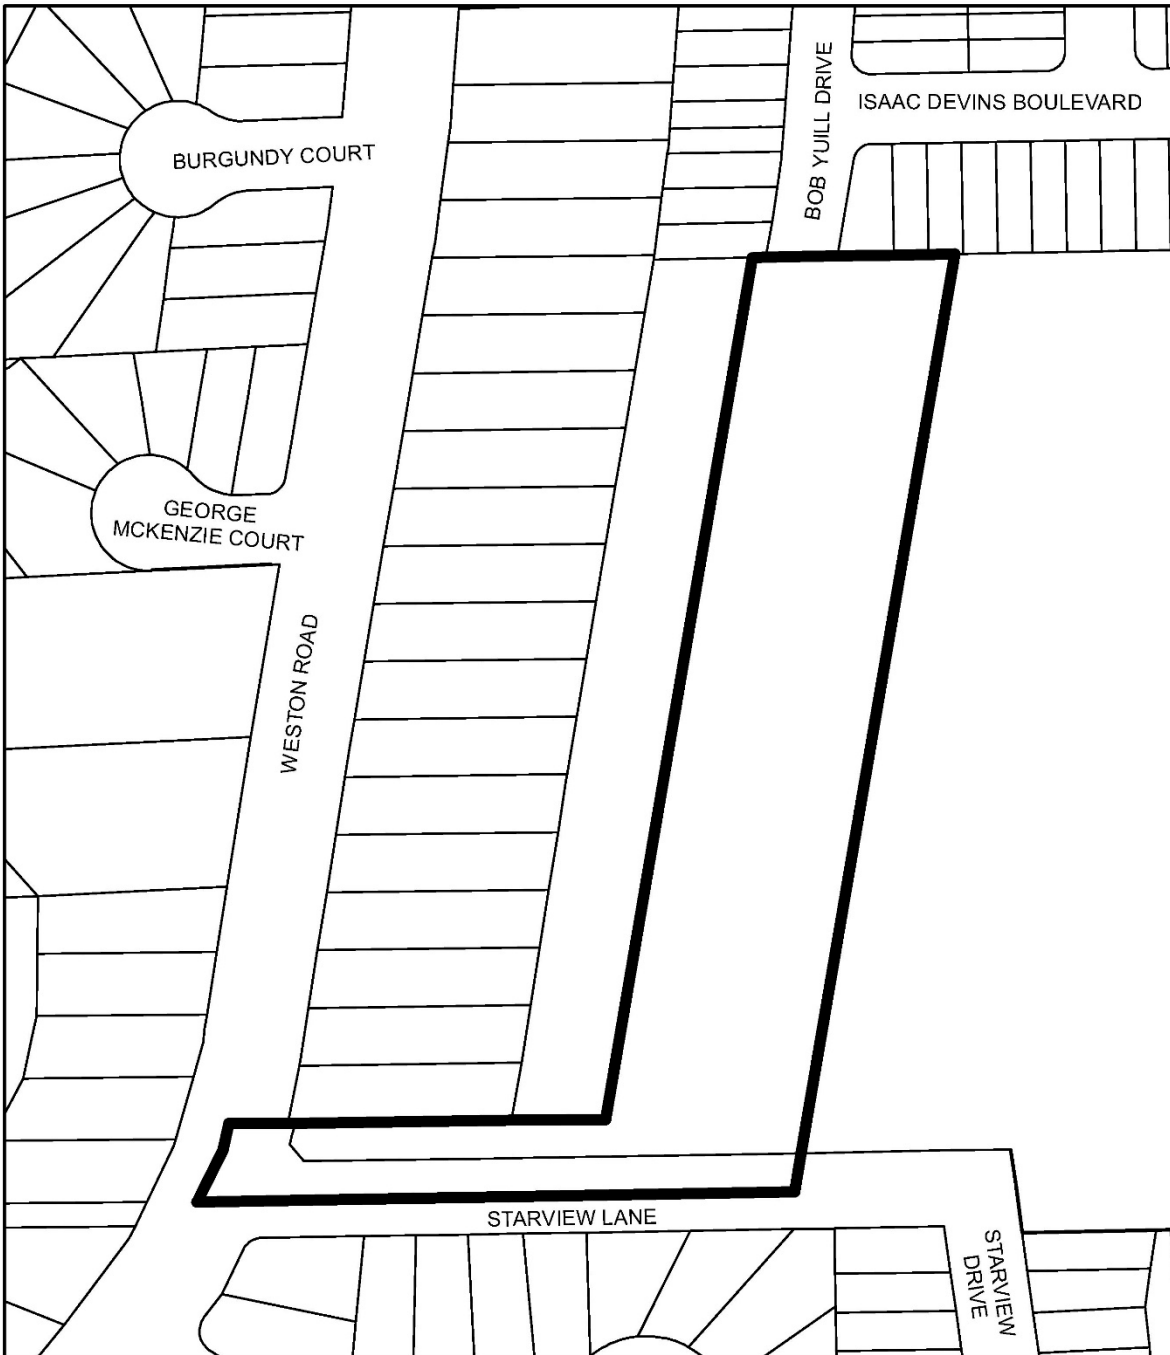 BOB YUILL DRIVE
ISAAC DEVINS BOULEVARD
BURGUNDY COURT
GEORGE
MCKENZIE COURT
WESTON ROAD
STARVIEW LANE
STARVIEW
DRIVE